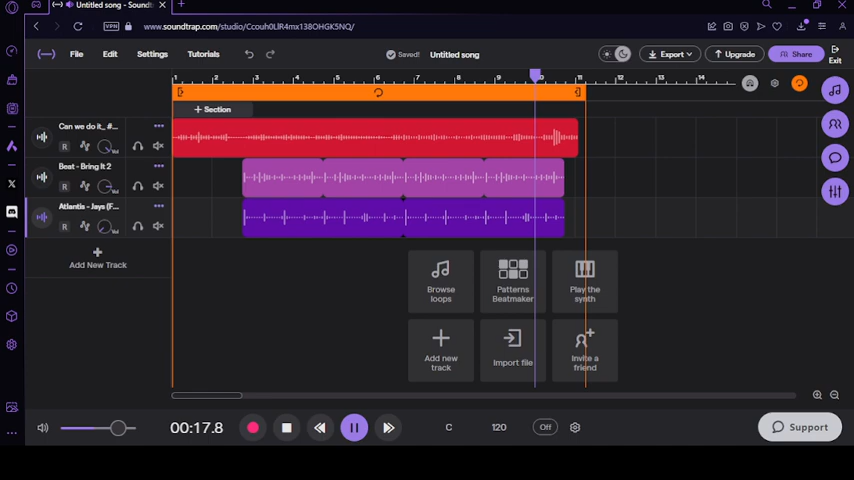 Untitled song
Soundt
VPN
www.soundtrap.com/studio/Ccouh0LlR4mx138OHGK5NQ/
File
Edit
Settings
Tutorials
Saved!
Untitled song
Export
Upgrade
Share
Exit
1 2 3 4 5 6 7 8 9 10 11 12 13 14
+ Section
Can we do it_ #...
R
Beat - Bring It 2
R
Atlantis - Jays (F...
R
Add New Track
Browse
loops
Patterns
Beatmaker
Play the
synth
Add new
track
Import file
Invite a
friend
00:17.8
C
120
Off
Support